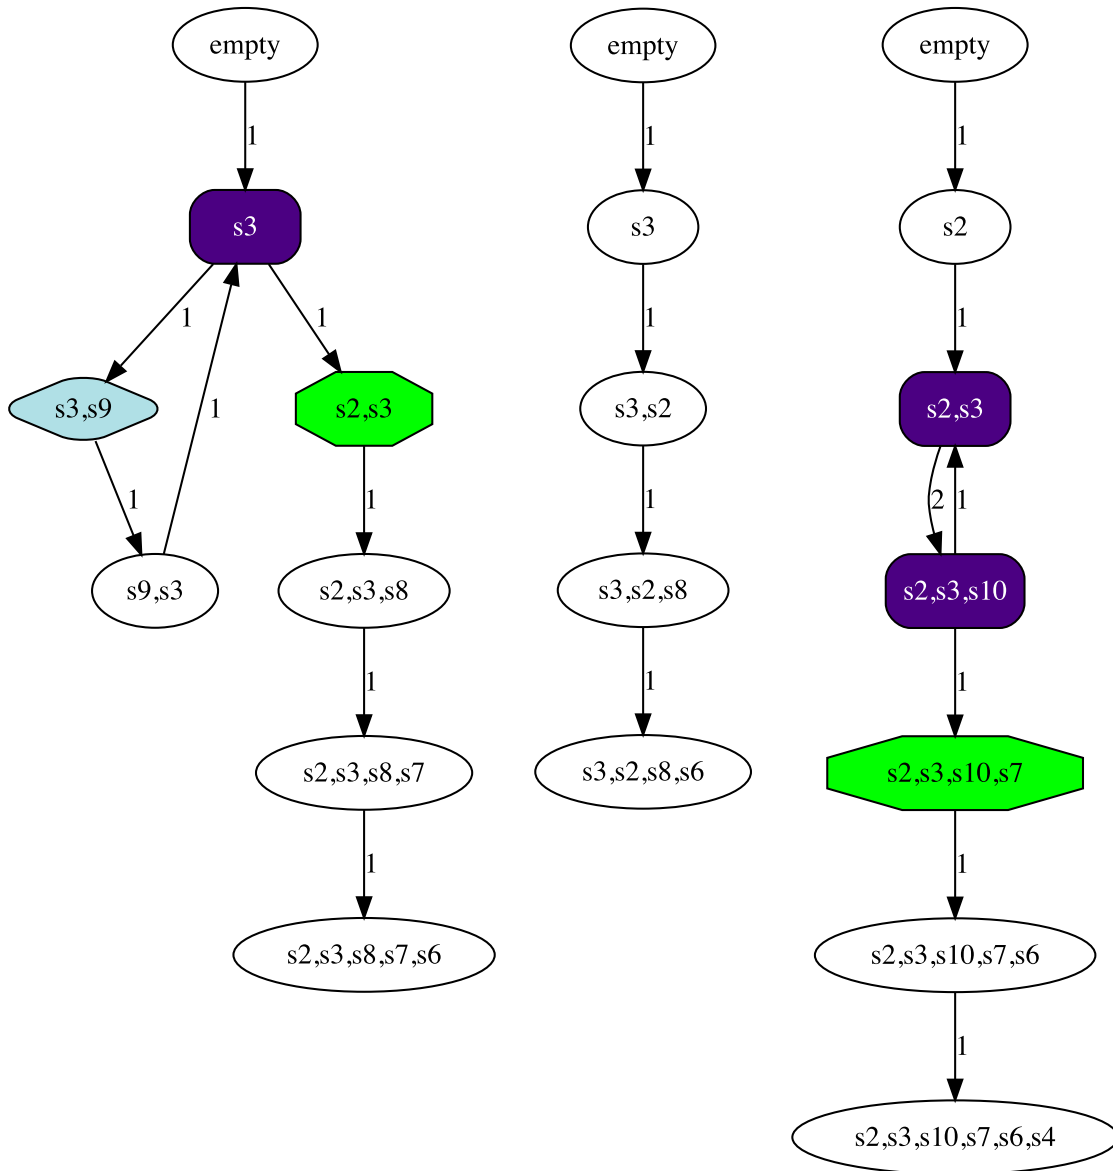 empty
1
s3
1
1
s3,s9
s2,s3
1
1
1
s9,s3
s2,s3,s8
1
s2,s3,s8,s7
1
s2,s3,s8,s7,s6
empty
1
s3
1
s3,s2
1
s3,s2,s8
1
s3,s2,s8,s6
empty
1
s2
1
s2,s3
2
1
s2,s3,s10
1
s2,s3,s10,s7
1
s2,s3,s10,s7,s6
1
s2,s3,s10,s7,s6,s4